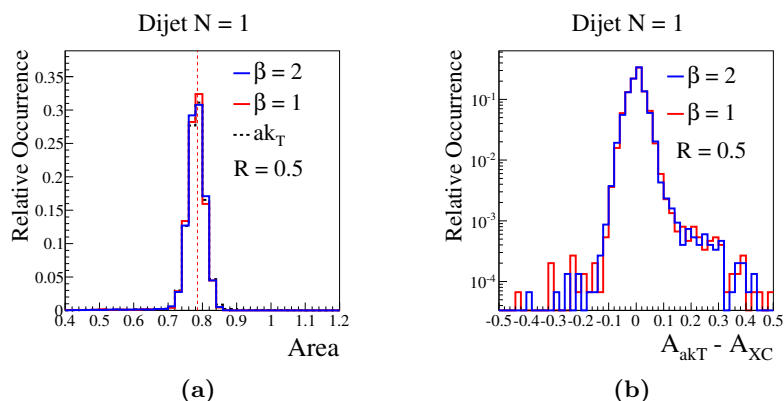 Dijet N = 1
Relative Occurrence
0.35
0.3
0.25
0.2
0.15
0.1
0.05
0
β = 2
β = 1
ak_T
R = 0.5
0.4 0.5 0.6 0.7 0.8 0.9 1 1.1 1.2
Area
(a)
Dijet N = 1
Relative Occurrence
10⁻¹
10⁻²
10⁻³
10⁻⁴
β = 2
β = 1
R = 0.5
-0.5 -0.4 -0.3 -0.2 -0.1 0 0.1 0.2 0.3 0.4 0.5
A_akT - A_XC
(b)